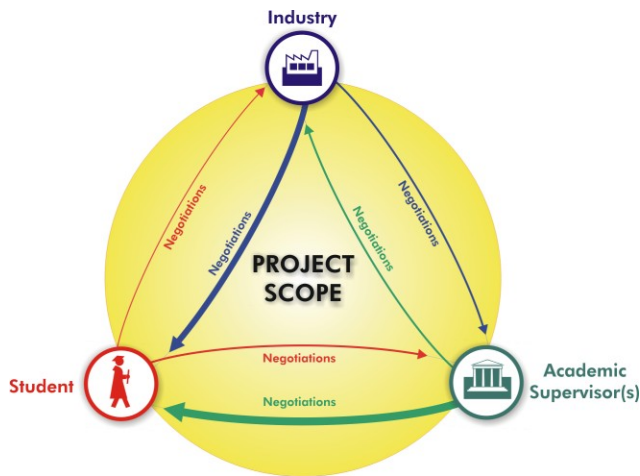 Industry
Negotiations
Negotiations
Negotiations
Negotiations
PROJECT
SCOPE
Negotiations
Student
Academic
Supervisor(s)
Negotiations